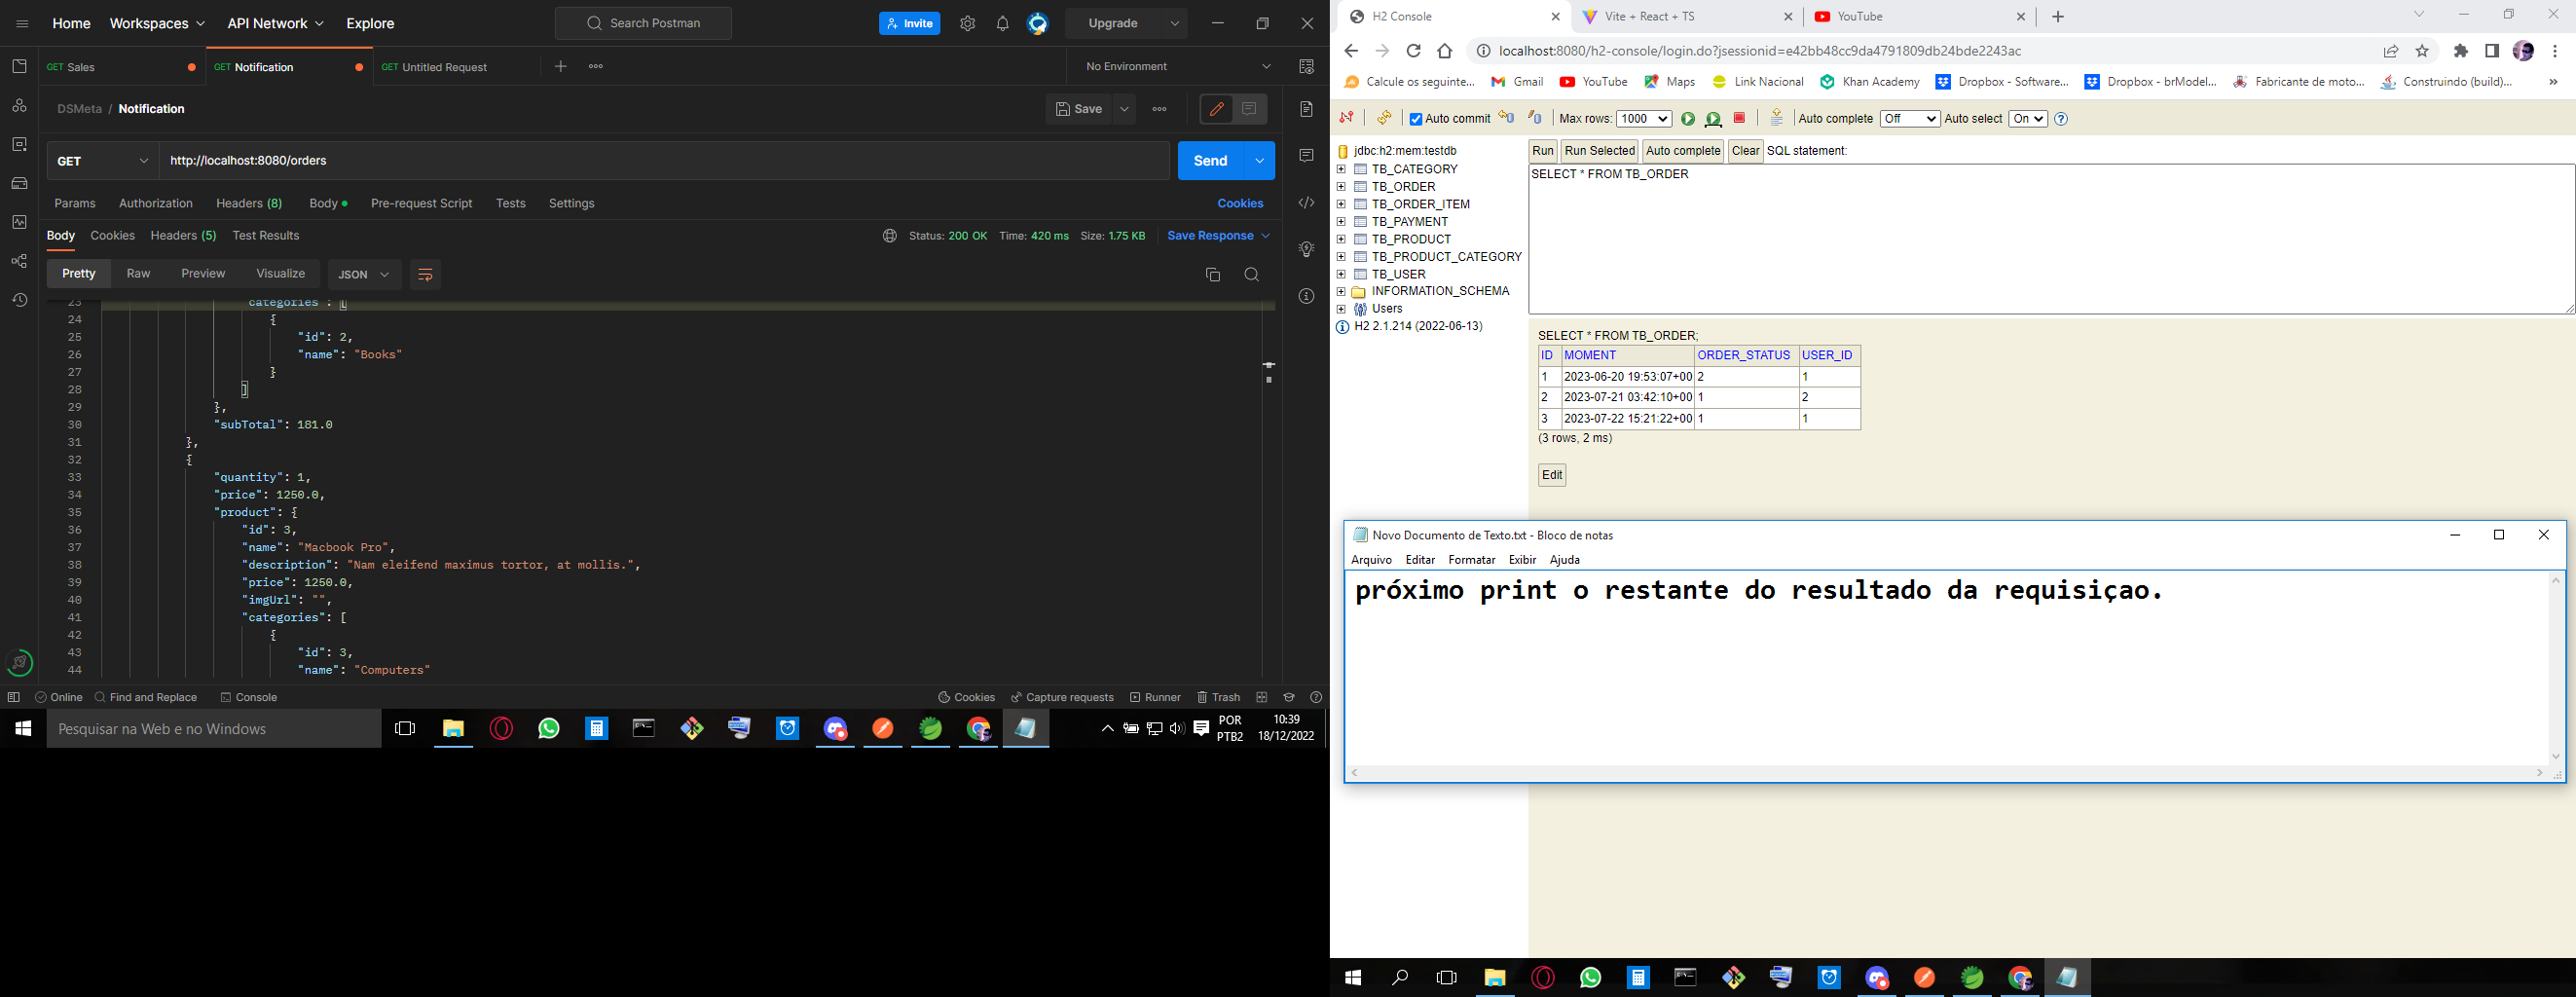 Home Workspaces API Network Explore Search Postman Invite Upgrade
GET Sales GET Notification GET Untitled Request No Environment
DSMeta / Notification Save
GET http://localhost:8080/orders Send
Params Authorization Headers (8) Body Pre-request Script Tests Settings Cookies
Body Cookies Headers (5) Test Results Status: 200 OK Time: 420 ms Size: 1.75 KB Save Response
Pretty Raw Preview Visualize JSON
23 "categories": [
24 {
25 "id": 2,
26 "name": "Books"
27 }
28 ]
29 },
30 "subTotal": 181.0
31 },
32 {
33 "quantity": 1,
34 "price": 1250.0,
35 "product": {
36 "id": 3,
37 "name": "Macbook Pro",
38 "description": "Nam eleifend maximus tortor, at mollis.",
39 "price": 1250.0,
40 "imgUrl": "",
41 "categories": [
42 {
43 "id": 3,
44 "name": "Computers"
Online Find and Replace Console Cookies Capture requests Runner Trash
Pesquisar na Web e no Windows
POR
PTB2
10:39
18/12/2022
H2 Console Vite + React + TS YouTube
localhost:8080/h2-console/login.do?jsessionid=e42bb48cc9da4791809db24bde2243ac
Calcule os seguinte... Gmail YouTube Maps Link Nacional Khan Academy Dropbox - Software... Dropbox - brModel... Fabricante de moto... Construindo (build)... »
Auto commit Max rows: 1000 Auto complete Off Auto select On
jdbc:h2:mem:testdb
TB_CATEGORY
TB_ORDER
TB_ORDER_ITEM
TB_PAYMENT
TB_PRODUCT
TB_PRODUCT_CATEGORY
TB_USER
INFORMATION_SCHEMA
Users
H2 2.1.214 (2022-06-13)
Run Run Selected Auto complete Clear SQL statement:
SELECT * FROM TB_ORDER
SELECT * FROM TB_ORDER;
ID MOMENT ORDER_STATUS USER_ID
1 2023-06-20 19:53:07+00 2 1
2 2023-07-21 03:42:10+00 1 2
3 2023-07-22 15:21:22+00 1 1
(3 rows, 2 ms)
Edit
Novo Documento de Texto.txt - Bloco de notas
Arquivo Editar Formatar Exibir Ajuda
próximo print o restante do resultado da requisiçao.